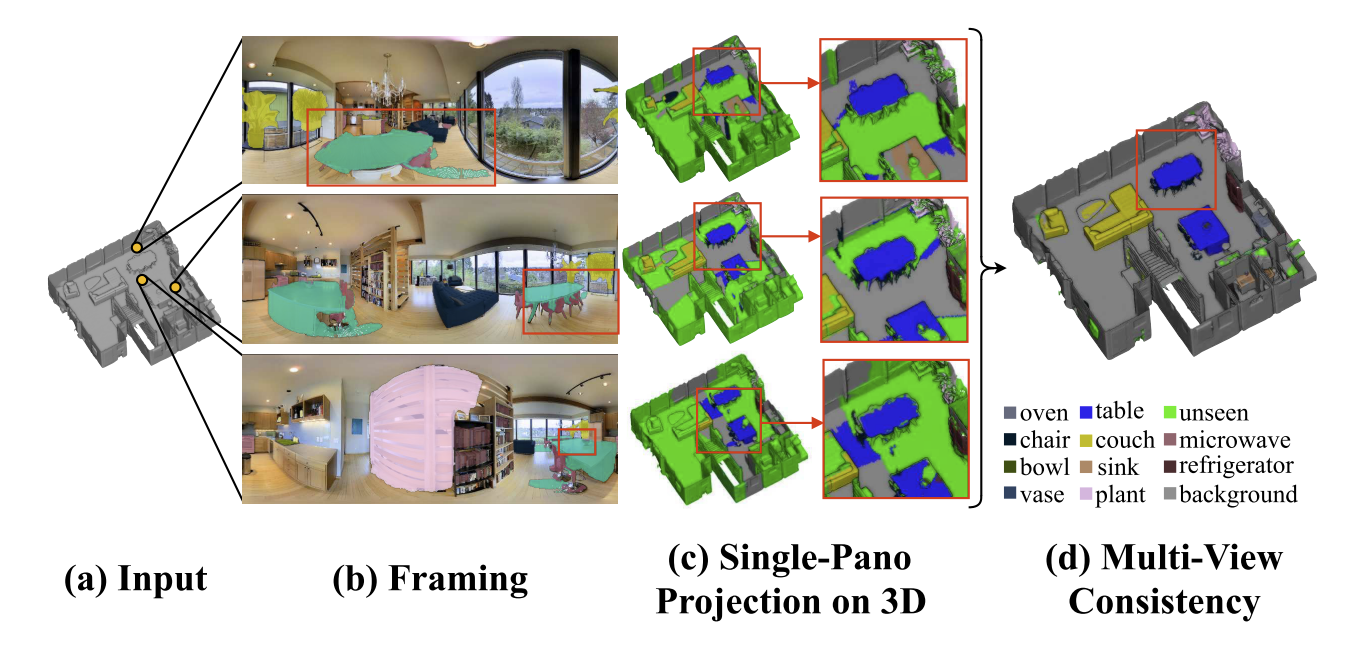 oven table unseen
chair couch microwave
bowl sink refrigerator
vase plant background
(a) Input
(b) Framing
(c) Single-Pano
Projection on 3D
(d) Multi-View
Consistency